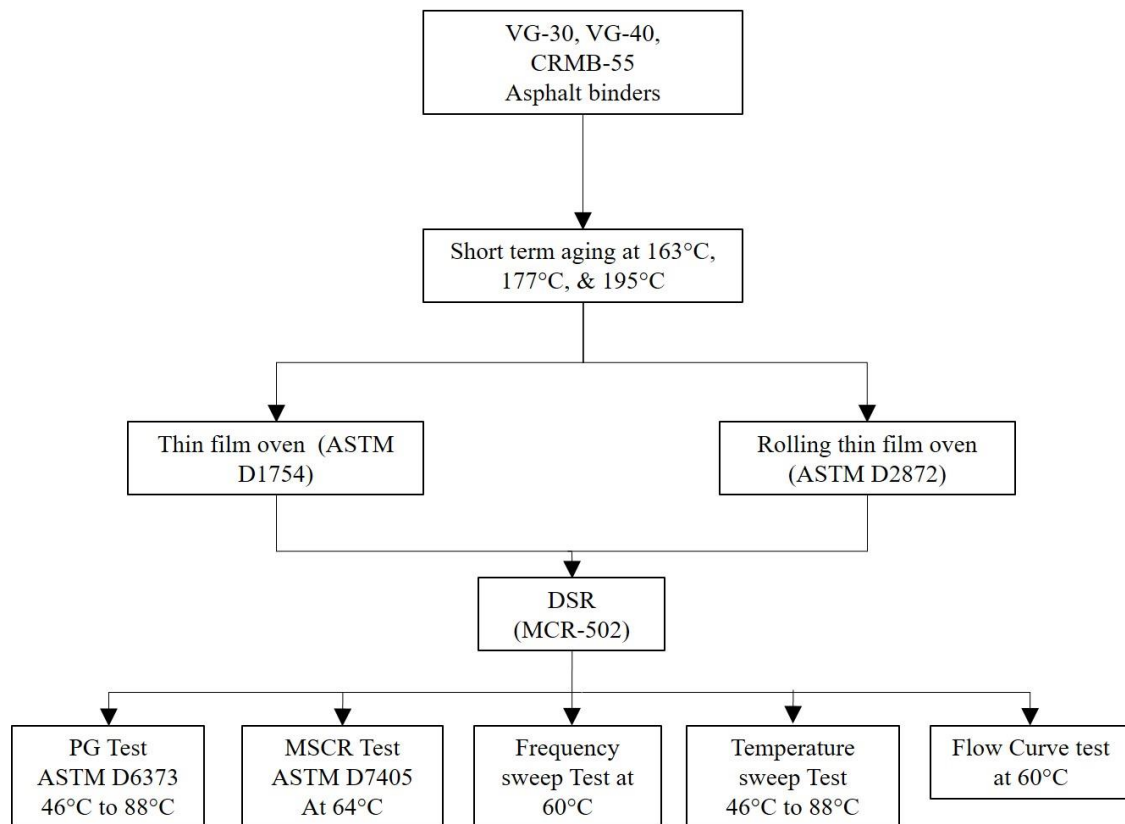 VG-30, VG-40,
CRMB-55
Asphalt binders
Short term aging at 163°C,
177°C, & 195°C
Thin film oven (ASTM
D1754)
Rolling thin film oven
(ASTM D2872)
DSR
(MCR-502)
PG Test
ASTM D6373
46°C to 88°C
MSCR Test
ASTM D7405
At 64°C
Frequency
sweep Test at
60°C
Temperature
sweep Test
46°C to 88°C
Flow Curve test
at 60°C